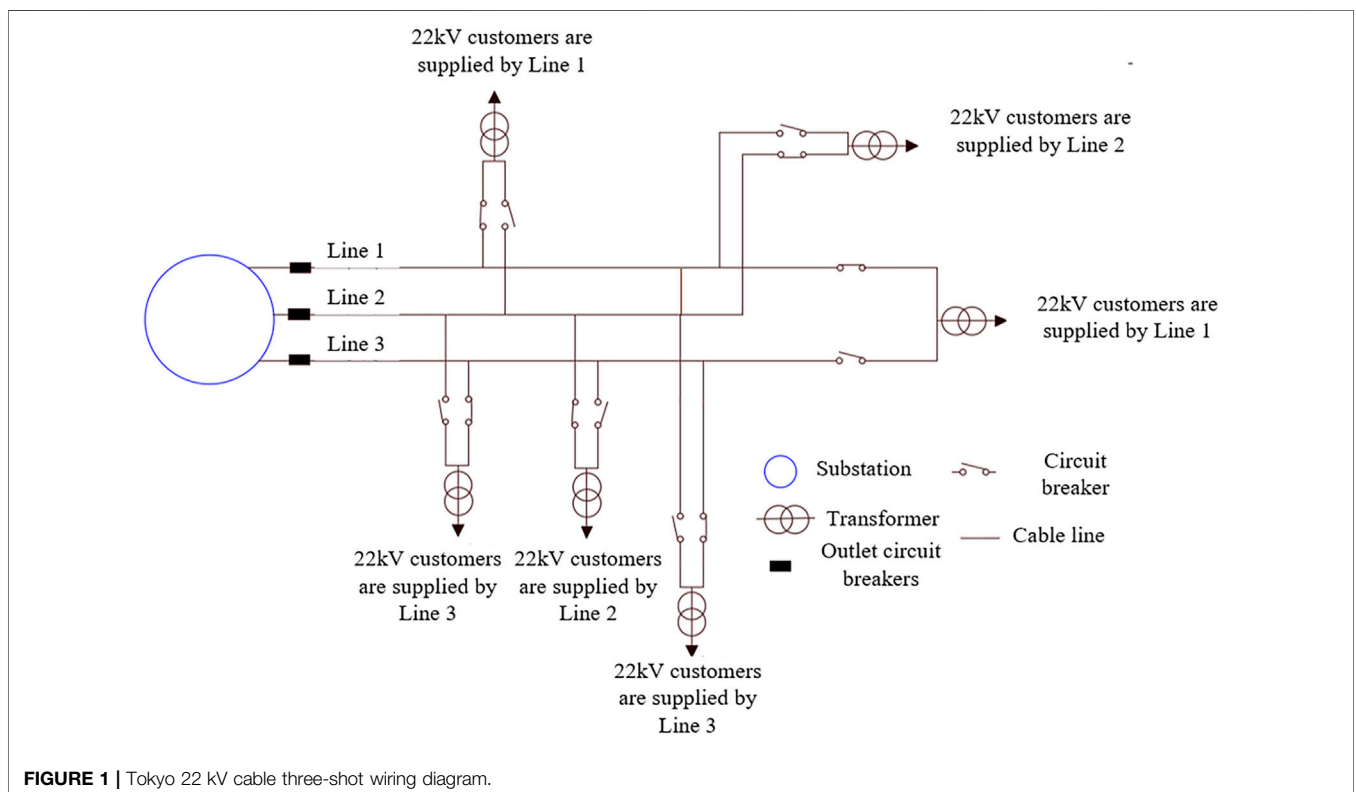 22kV customers are
supplied by Line 1
22kV customers are
supplied by Line 2
Line 1
Line 2
Line 3
22kV customers are
supplied by Line 1
22kV customers
are supplied by
Line 3
22kV customers
are supplied by
Line 2
22kV customers
are supplied by
Line 3
Substation
Circuit
breaker
Transformer
Cable line
Outlet circuit
breakers
FIGURE 1 | Tokyo 22 kV cable three-shot wiring diagram.